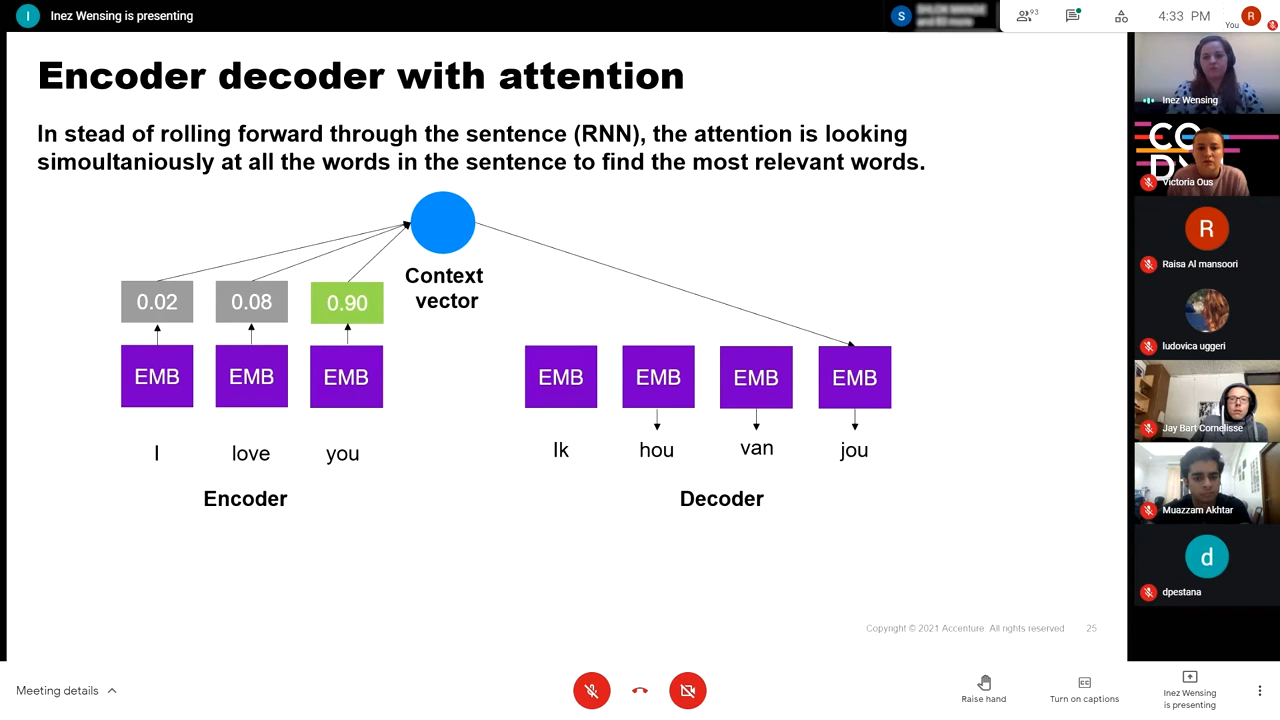 I
Inez Wensing is presenting
S
93
4:33 PM
You
R
Encoder decoder with attention
In stead of rolling forward through the sentence (RNN), the attention is looking
simoultaniously at all the words in the sentence to find the most relevant words.
Context
vector
0.02 0.08 0.90
EMB EMB EMB EMB EMB EMB EMB
I love you Ik hou van jou
Encoder Decoder
Copyright © 2021 Accenture All rights reserved 25
Inez Wensing
CO
D
Victoria Ous
R
Raisa Al mansoori
ludovica uggeri
Jay Bart Cornelisse
Muazzam Akhtar
d
dpestana
Meeting details
Raise hand
CC
Turn on captions
Inez Wensing
is presenting